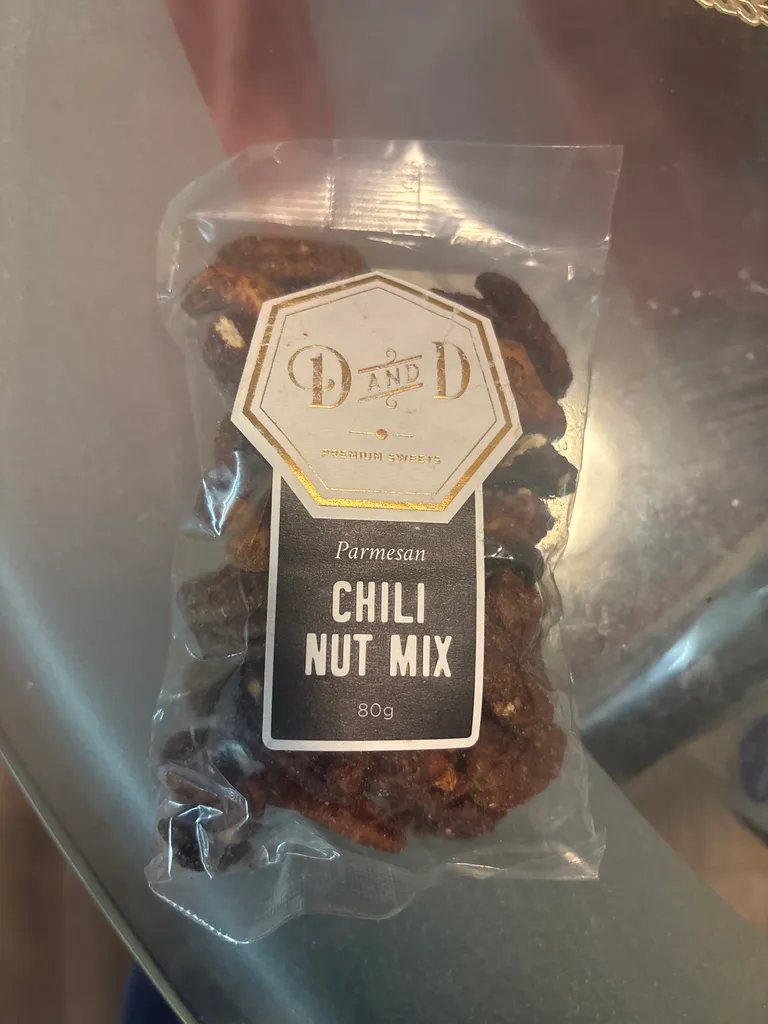 D AND D
PREMIUM SWEETS
Parmesan
CHILI
NUT MIX
80g